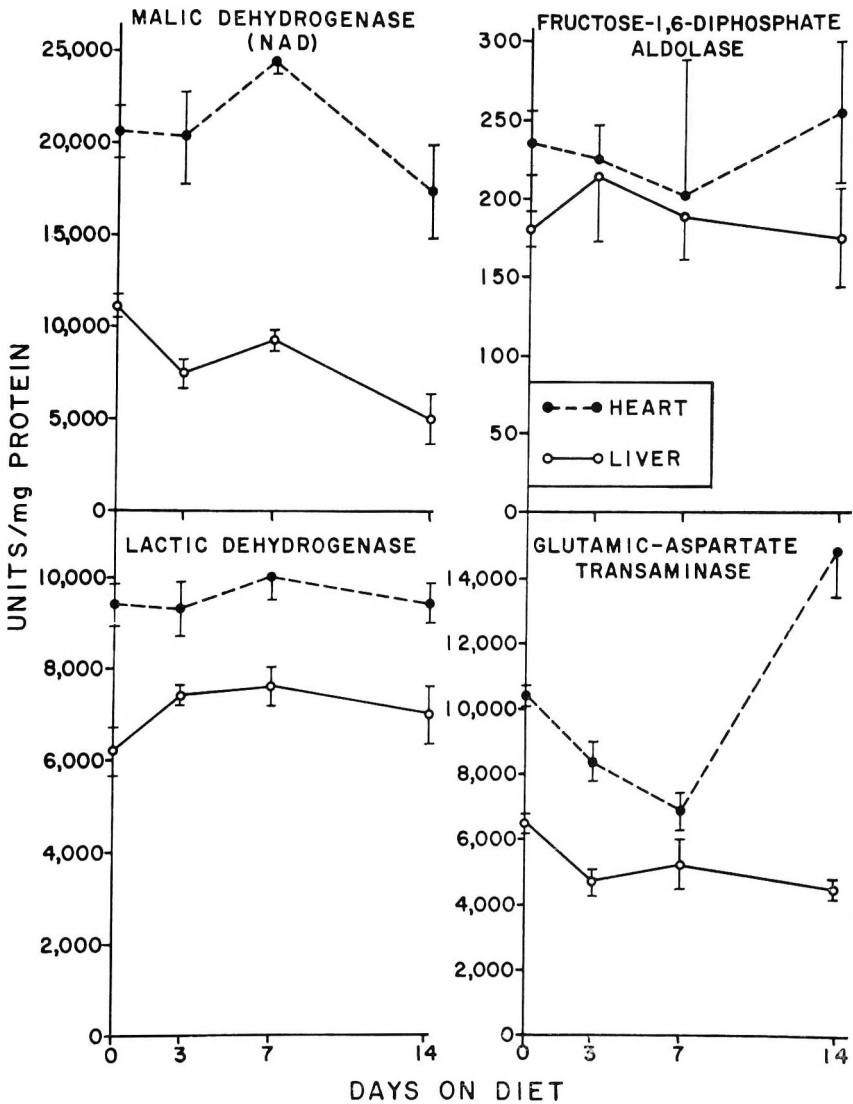 MALIC DEHYDROGENASE
(NAD)
25,000
20,000
15,000
10,000
5,000
0
FRUCTOSE-1,6-DIPHOSPHATE
ALDOLASE
300
250
200
150
100
50
0
HEART
LIVER
UNITS/mg PROTEIN
LACTIC DEHYDROGENASE
10,000
8,000
6,000
4,000
2,000
0
0 3 7 14
GLUTAMIC-ASPARTATE
TRANSAMINASE
14,000
12,000
10,000
8,000
6,000
4,000
2,000
0
0 3 7 14
DAYS ON DIET